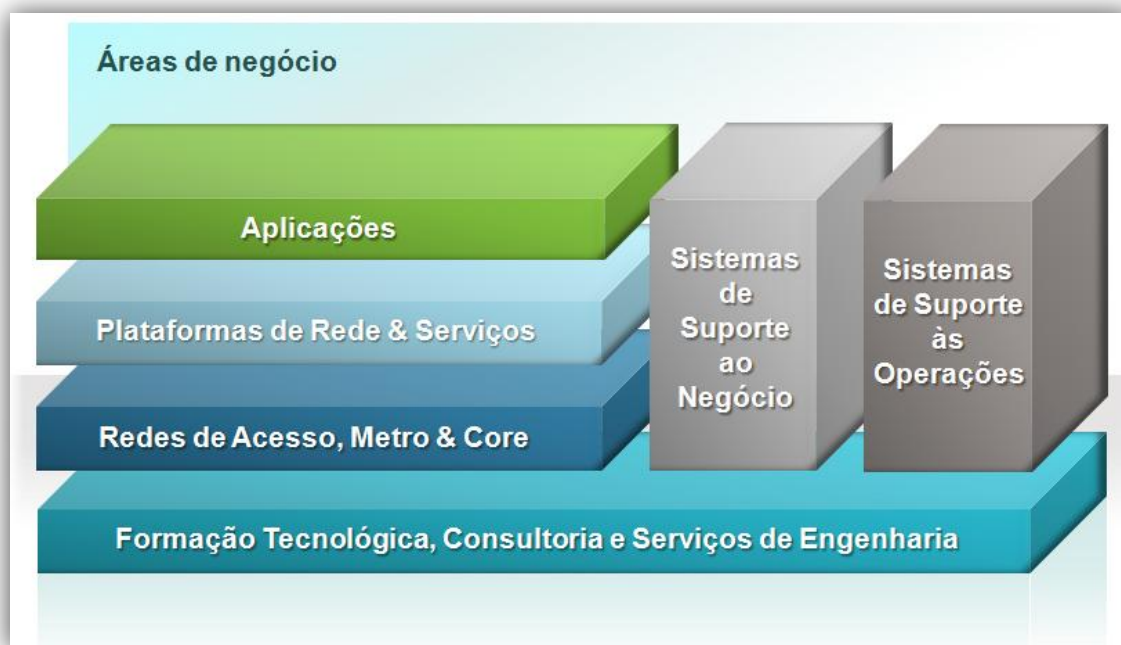 Áreas de negócio
Aplicações
Plataformas de Rede & Serviços
Redes de Acesso, Metro & Core
Sistemas
de
Suporte
ao
Negócio
Sistemas
de Suporte
às
Operações
Formação Tecnológica, Consultoria e Serviços de Engenharia